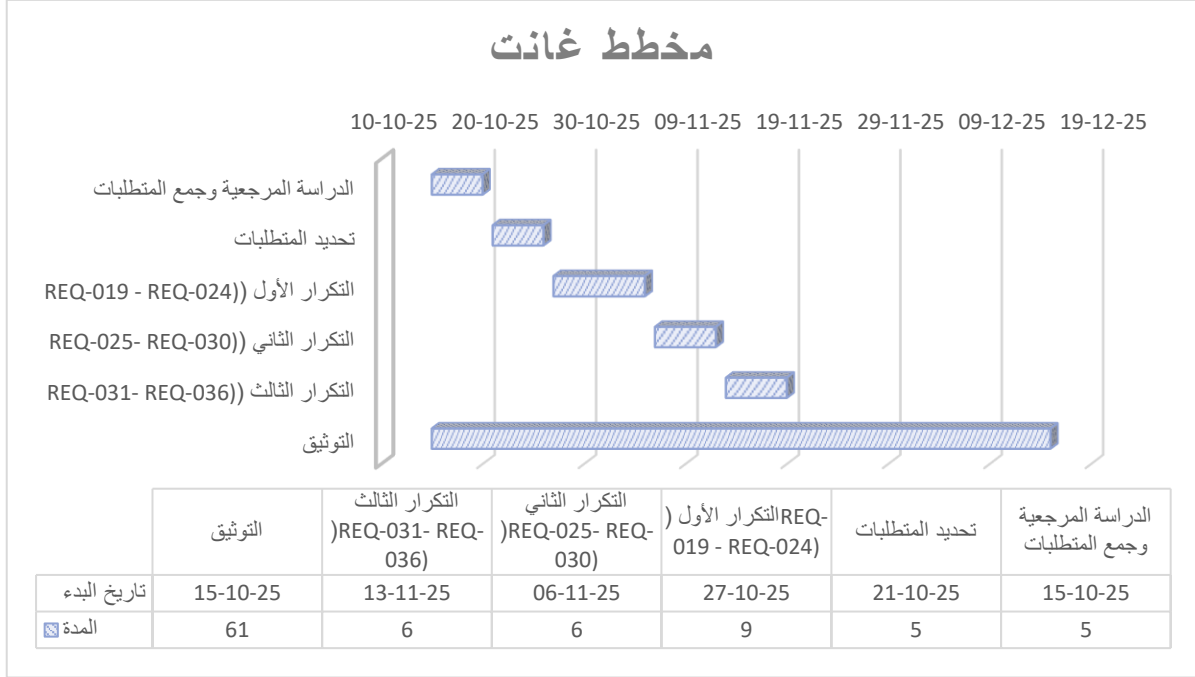 مخطط غانت
10-10-25 20-10-25 30-10-25 09-11-25 19-11-25 29-11-25 09-12-25 19-12-25
الدراسة المرجعية وجمع المتطلبات
تحديد المتطلبات
التكرار الأول ((REQ-019 - REQ-024
التكرار الثاني ((REQ-025- REQ-030
التكرار الثالث ((REQ-031- REQ-036
التوثيق
الدراسة المرجعية
وجمع المتطلبات
تحديد المتطلبات
REQ-التكرار الأول (
019 - REQ-024)
التكرار الثاني
)REQ-025- REQ-
030)
التكرار الثالث
)REQ-031- REQ-
036)
التوثيق
15-10-25 21-10-25 27-10-25 06-11-25 13-11-25 15-10-25 تاريخ البدء
5 5 9 6 6 61 المدة